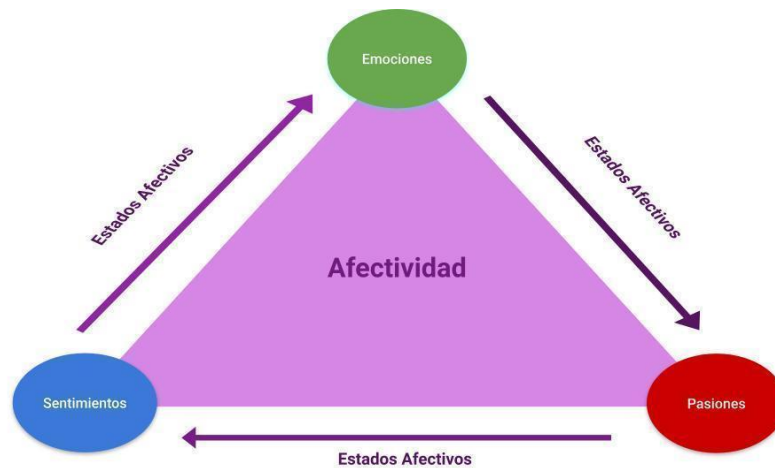 Emociones
Estados Afectivos
Estados Afectivos
Afectividad
Sentimientos
Pasiones
Estados Afectivos